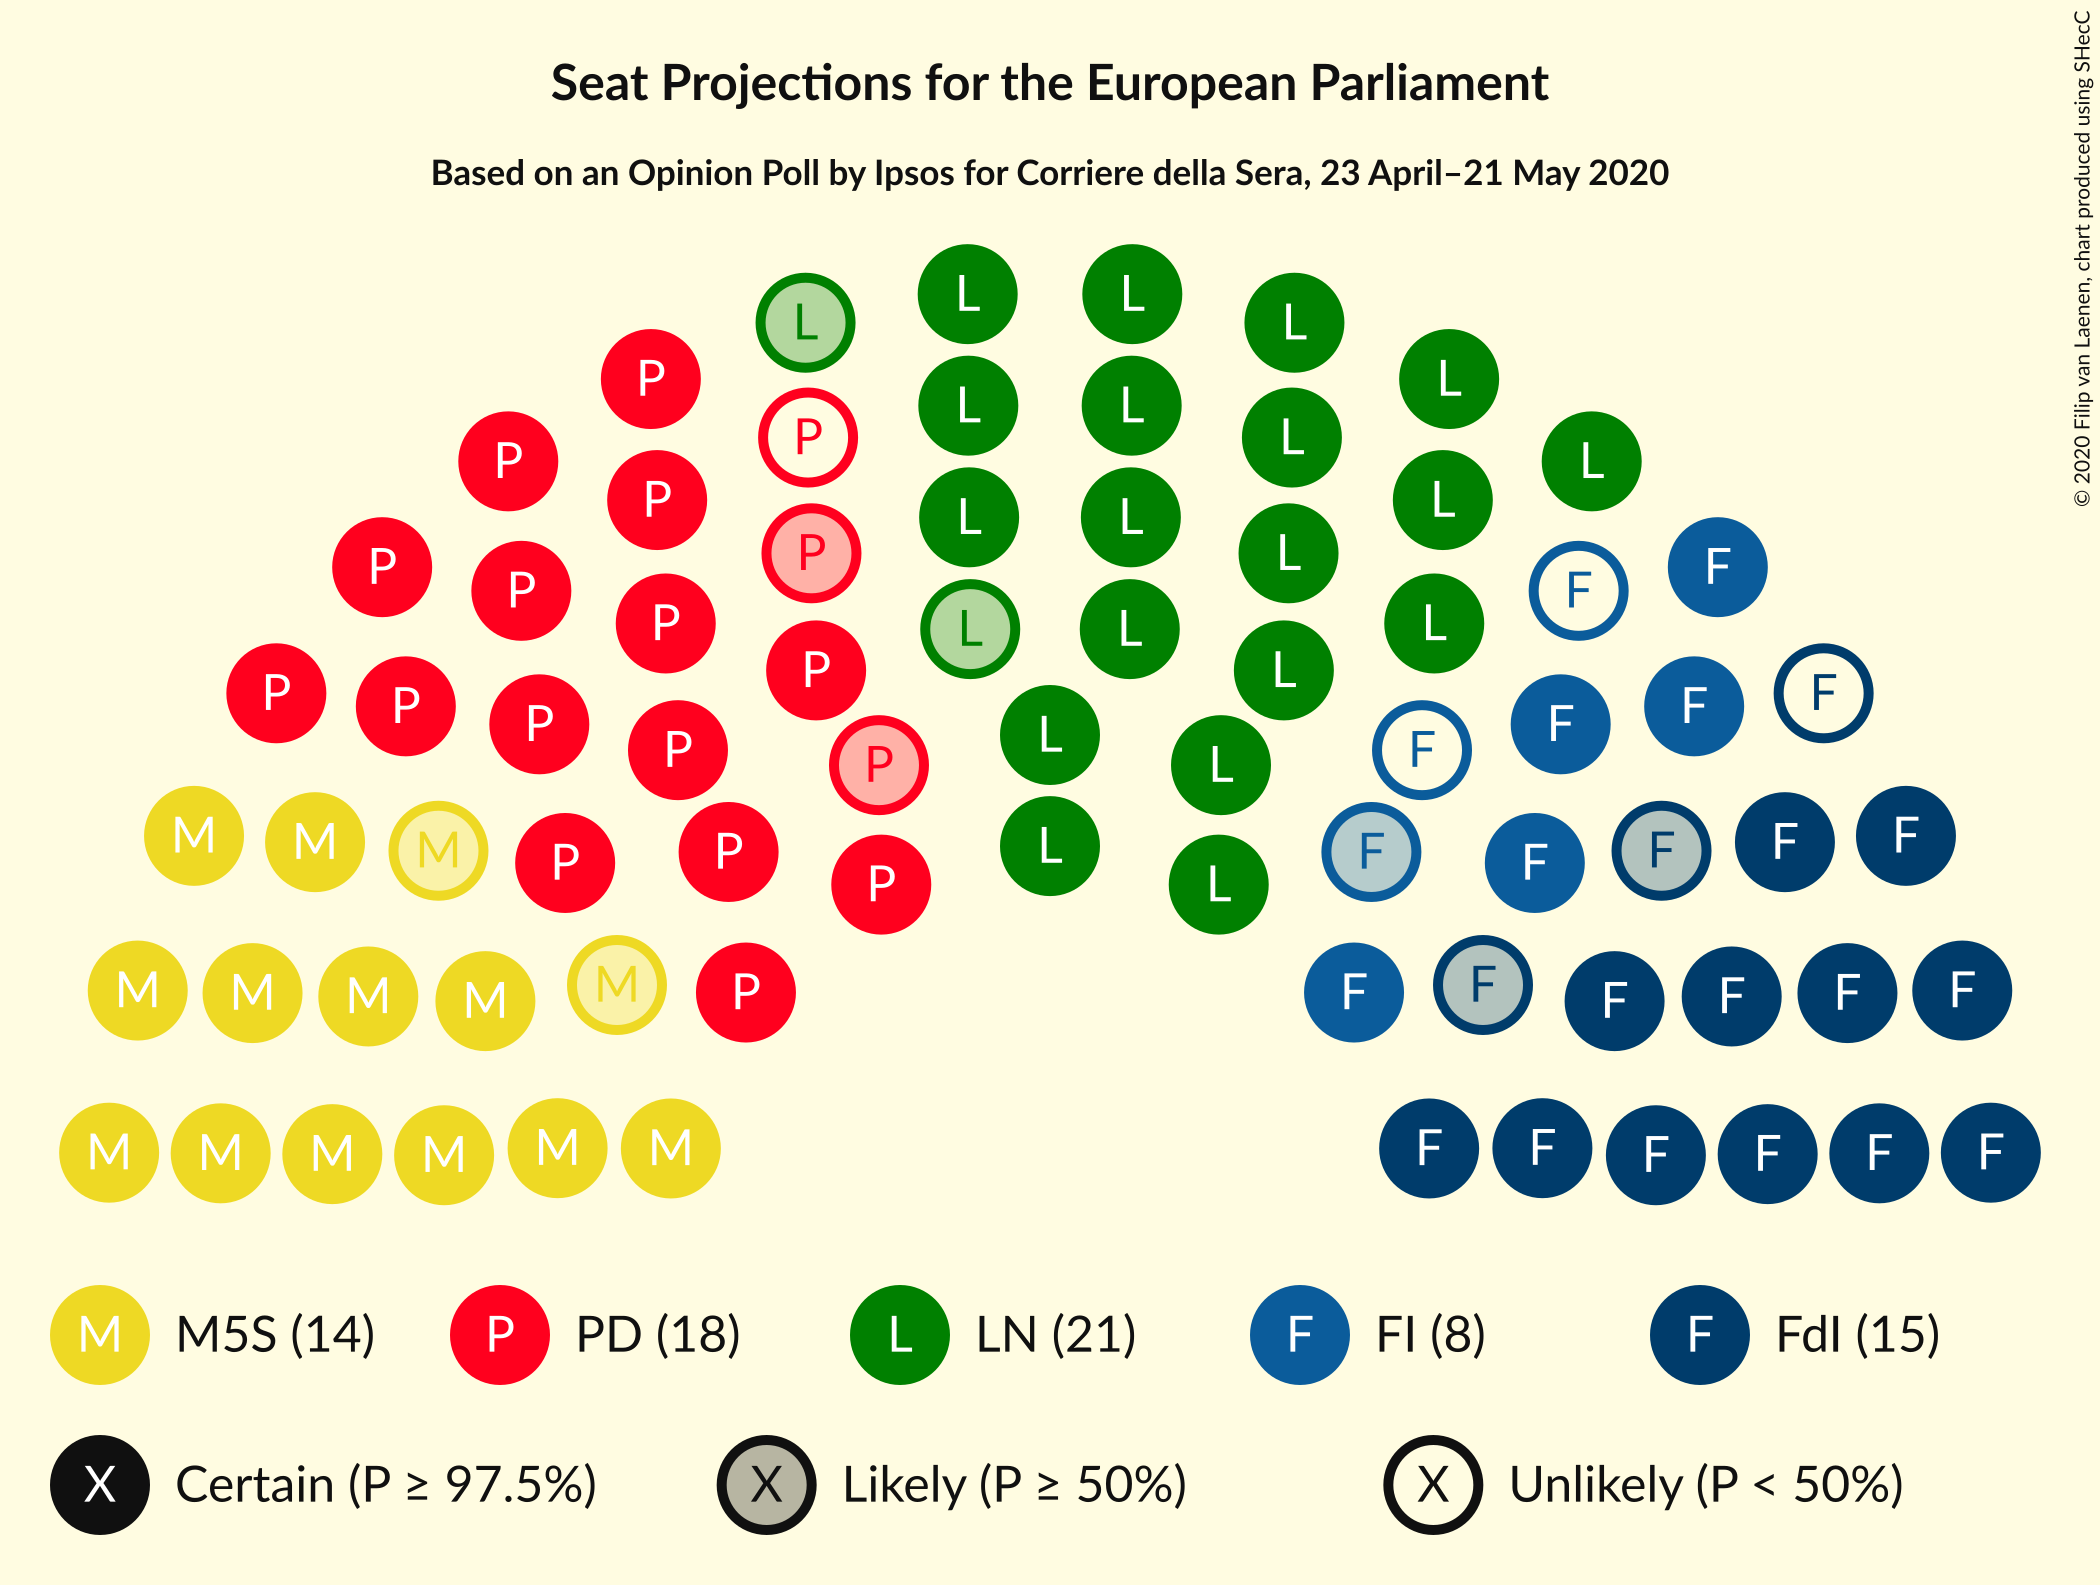 Seat Projections for the European Parliament
Based on an Opinion Poll by Ipsos for Corriere della Sera, 23 April–21 May 2020
© 2020 Filip van Laenen, chart produced using SHecC
L L L L
P L
P P L L L L
P L
P P L L L L
P F F
P P L L L L
P P P P L L F F F F
P L L
M M M P P P L L F F F F F
M M M M M P F F F F F F
M M M M M M F F F F F F
M M5S (14) P PD (18) L LN (21) F FI (8) F FdI (15)
X Certain (P ≥ 97.5%) X Likely (P ≥ 50%) X Unlikely (P < 50%)